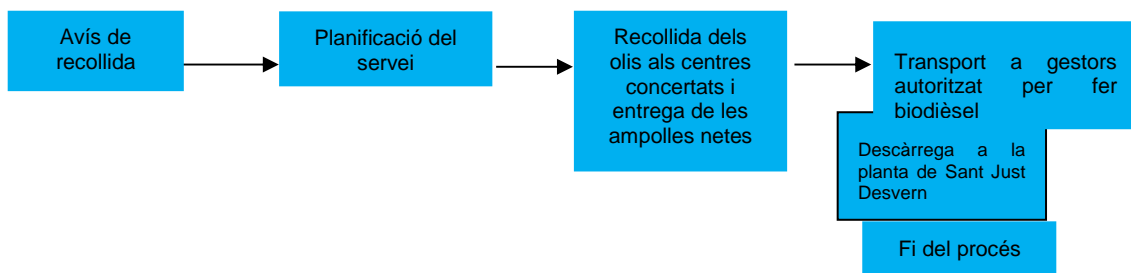 Avís de
recollida
Planificació del
servei
Recollida dels
olis als centres
concertats i
entrega de les
ampolles netes
Transport a gestors
autoritzat per fer
biodièsel
Descàrrega a la
planta de Sant Just
Desvern
Fi del procés